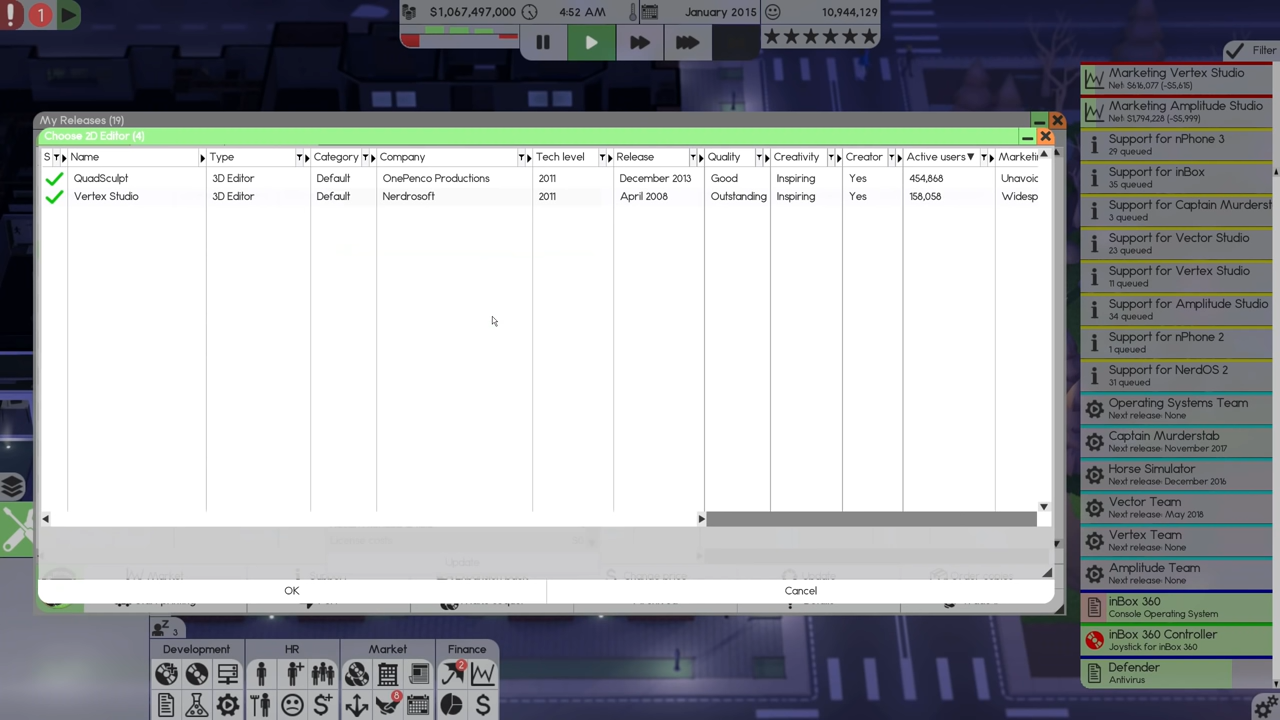 1
$1,067,497,000
4:52 AM
January 2015
10,944,129
Filter
My Releases (19)
Choose 2D Editor (4)
S Name Type Category Company Tech level Release Quality Creativity Creator Active users Marketi
QuadSculpt 3D Editor Default OnePenco Productions 2011 December 2013 Good Inspiring Yes 454,868 Unavoic
Vertex Studio 3D Editor Default Nerdrosoft 2011 April 2008 Outstanding Inspiring Yes 158,058 Widesp
OK
Cancel
Marketing Vertex Studio
Net: $616,077 (-$5,615)
Marketing Amplitude Studio
Net: $1,794,228 (-$5,999)
Support for nPhone 3
29 queued
Support for inBox
35 queued
Support for Captain Murderst
3 queued
Support for Vector Studio
23 queued
Support for Vertex Studio
11 queued
Support for Amplitude Studio
34 queued
Support for nPhone 2
1 queued
Support for NerdOS 2
31 queued
Operating Systems Team
Next release: None
Captain Murderstab
Next release: November 2017
Horse Simulator
Next release: December 2016
Vector Team
Next release: May 2018
Vertex Team
Next release: None
Amplitude Team
Next release: None
inBox 360
Console Operating System
inBox 360 Controller
Joystick for inBox 360
Defender
Antivirus
Z 3
Development
HR
Market
Finance
2
8